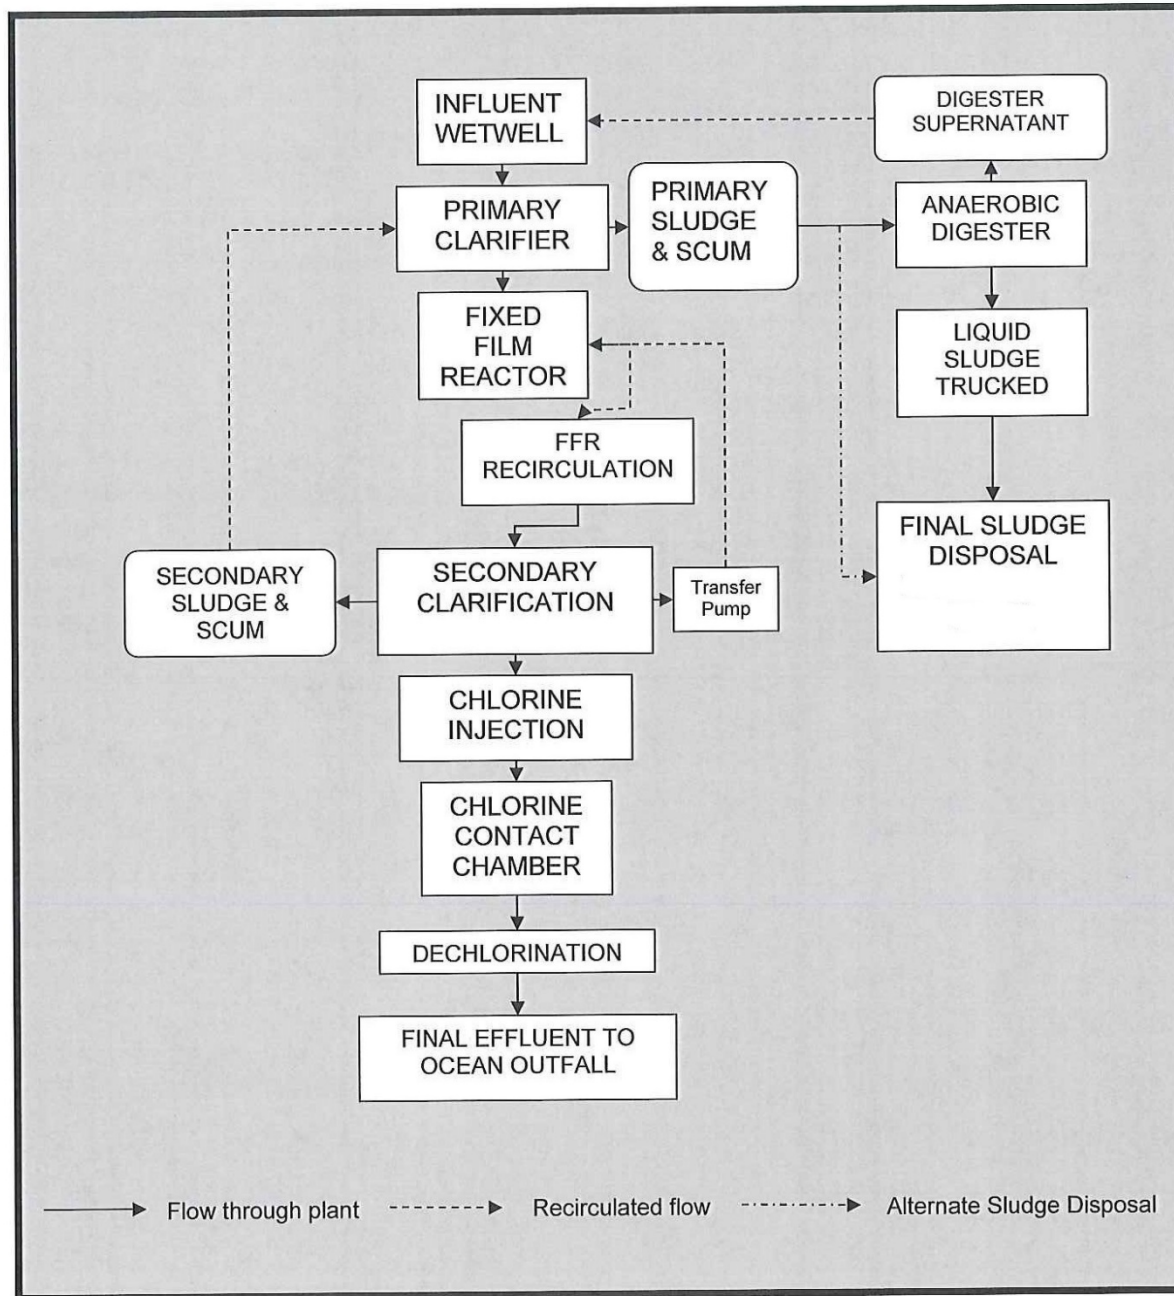 INFLUENT
WETWELL
DIGESTER
SUPERNATANT
PRIMARY
CLARIFIER
PRIMARY
SLUDGE
& SCUM
ANAEROBIC
DIGESTER
FIXED
FILM
REACTOR
LIQUID
SLUDGE
TRUCKED
FFR
RECIRCULATION
FINAL SLUDGE
DISPOSAL
SECONDARY
SLUDGE &
SCUM
SECONDARY
CLARIFICATION
Transfer
Pump
CHLORINE
INJECTION
CHLORINE
CONTACT
CHAMBER
DECHLORINATION
FINAL EFFLUENT TO
OCEAN OUTFALL
Flow through plant
Recirculated flow
Alternate Sludge Disposal